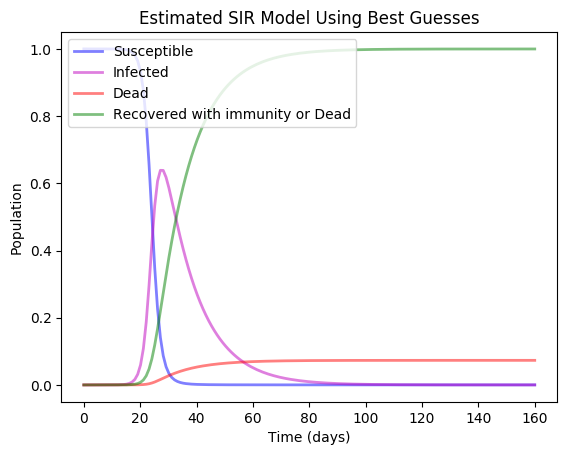 Estimated SIR Model Using Best Guesses
Susceptible
Infected
Dead
Recovered with immunity or Dead
1.0
0.8
0.6
0.4
0.2
0.0
Population
0 20 40 60 80 100 120 140 160
Time (days)